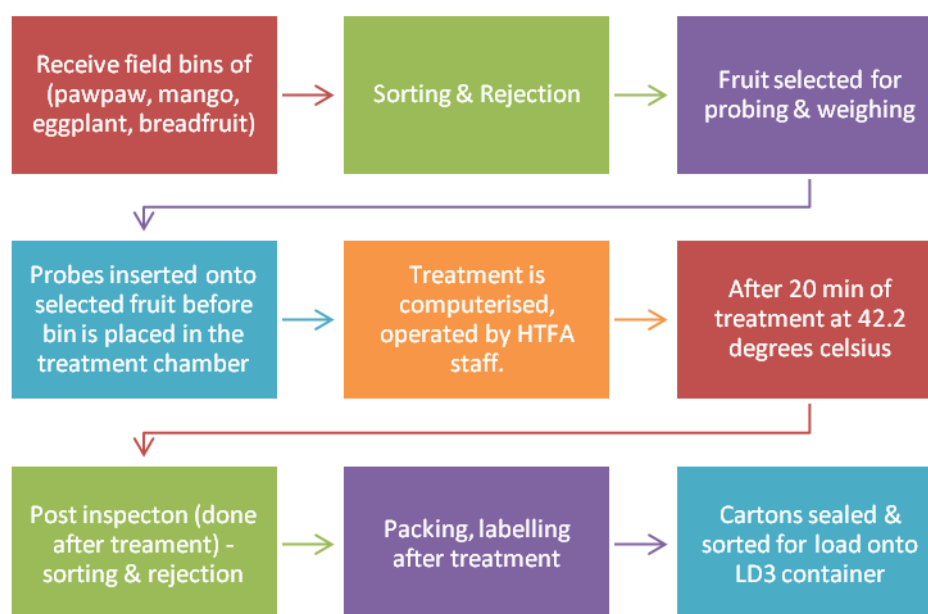 Receive field bins of
(pawpaw, mango,
eggplant, breadfruit)
Sorting & Rejection
Fruit selected for
probing & weighing
Probes inserted onto
selected fruit before
bin is placed in the
treatment chamber
Treatment is
computerised,
operated by HTFA
staff.
After 20 min of
treatment at 42.2
degrees celsius
Post inspecton (done
after treament) -
sorting & rejection
Packing, labelling
after treatment
Cartons sealed &
sorted for load onto
LD3 container